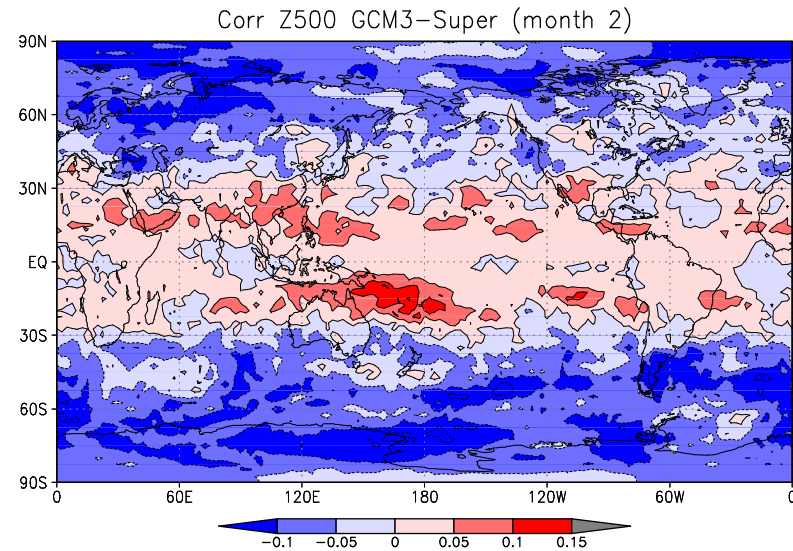 Corr Z500 GCM3-Super (month 2)
90N
60N
30N
EQ
30S
60S
90S
0 60E 120E 180 120W 60W 0
-0.1 -0.05 0 0.05 0.1 0.15